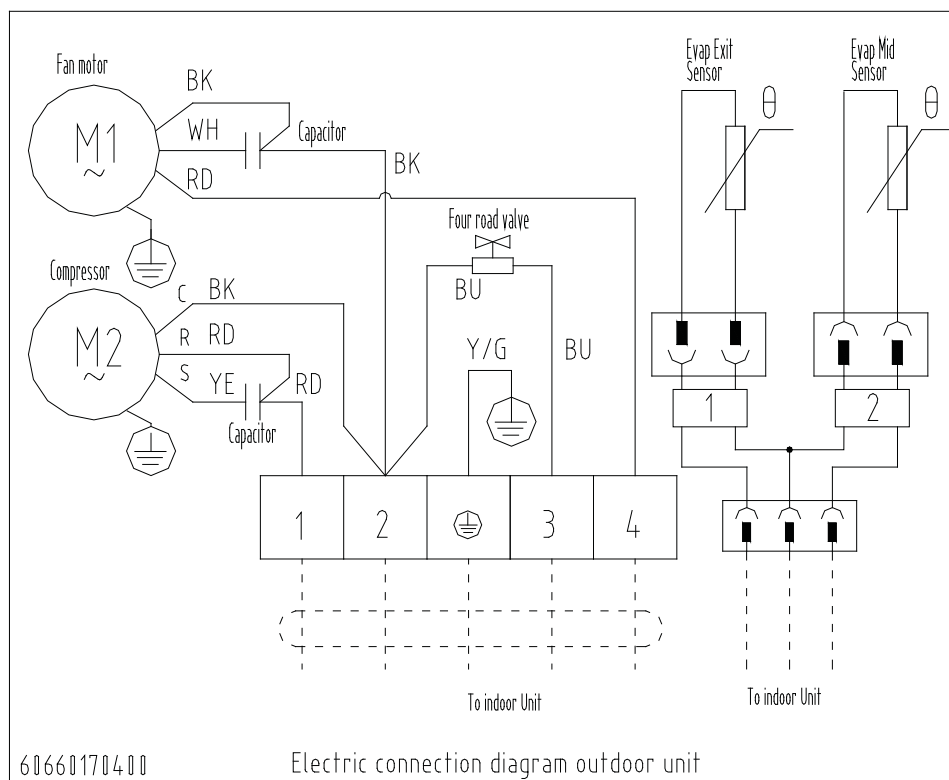 Fan motor
M1
~
BK
WH
RD
Capacitor
BK
Compressor
M2
~
C BK
R RD
S YE
RD
Capacitor
Four road valve
BU
Y/G
BU
1
2
3
4
To indoor Unit
Evap Exit
Sensor
θ
Evap Mid
Sensor
θ
1
2
To indoor Unit
60660170400
Electric connection diagram outdoor unit